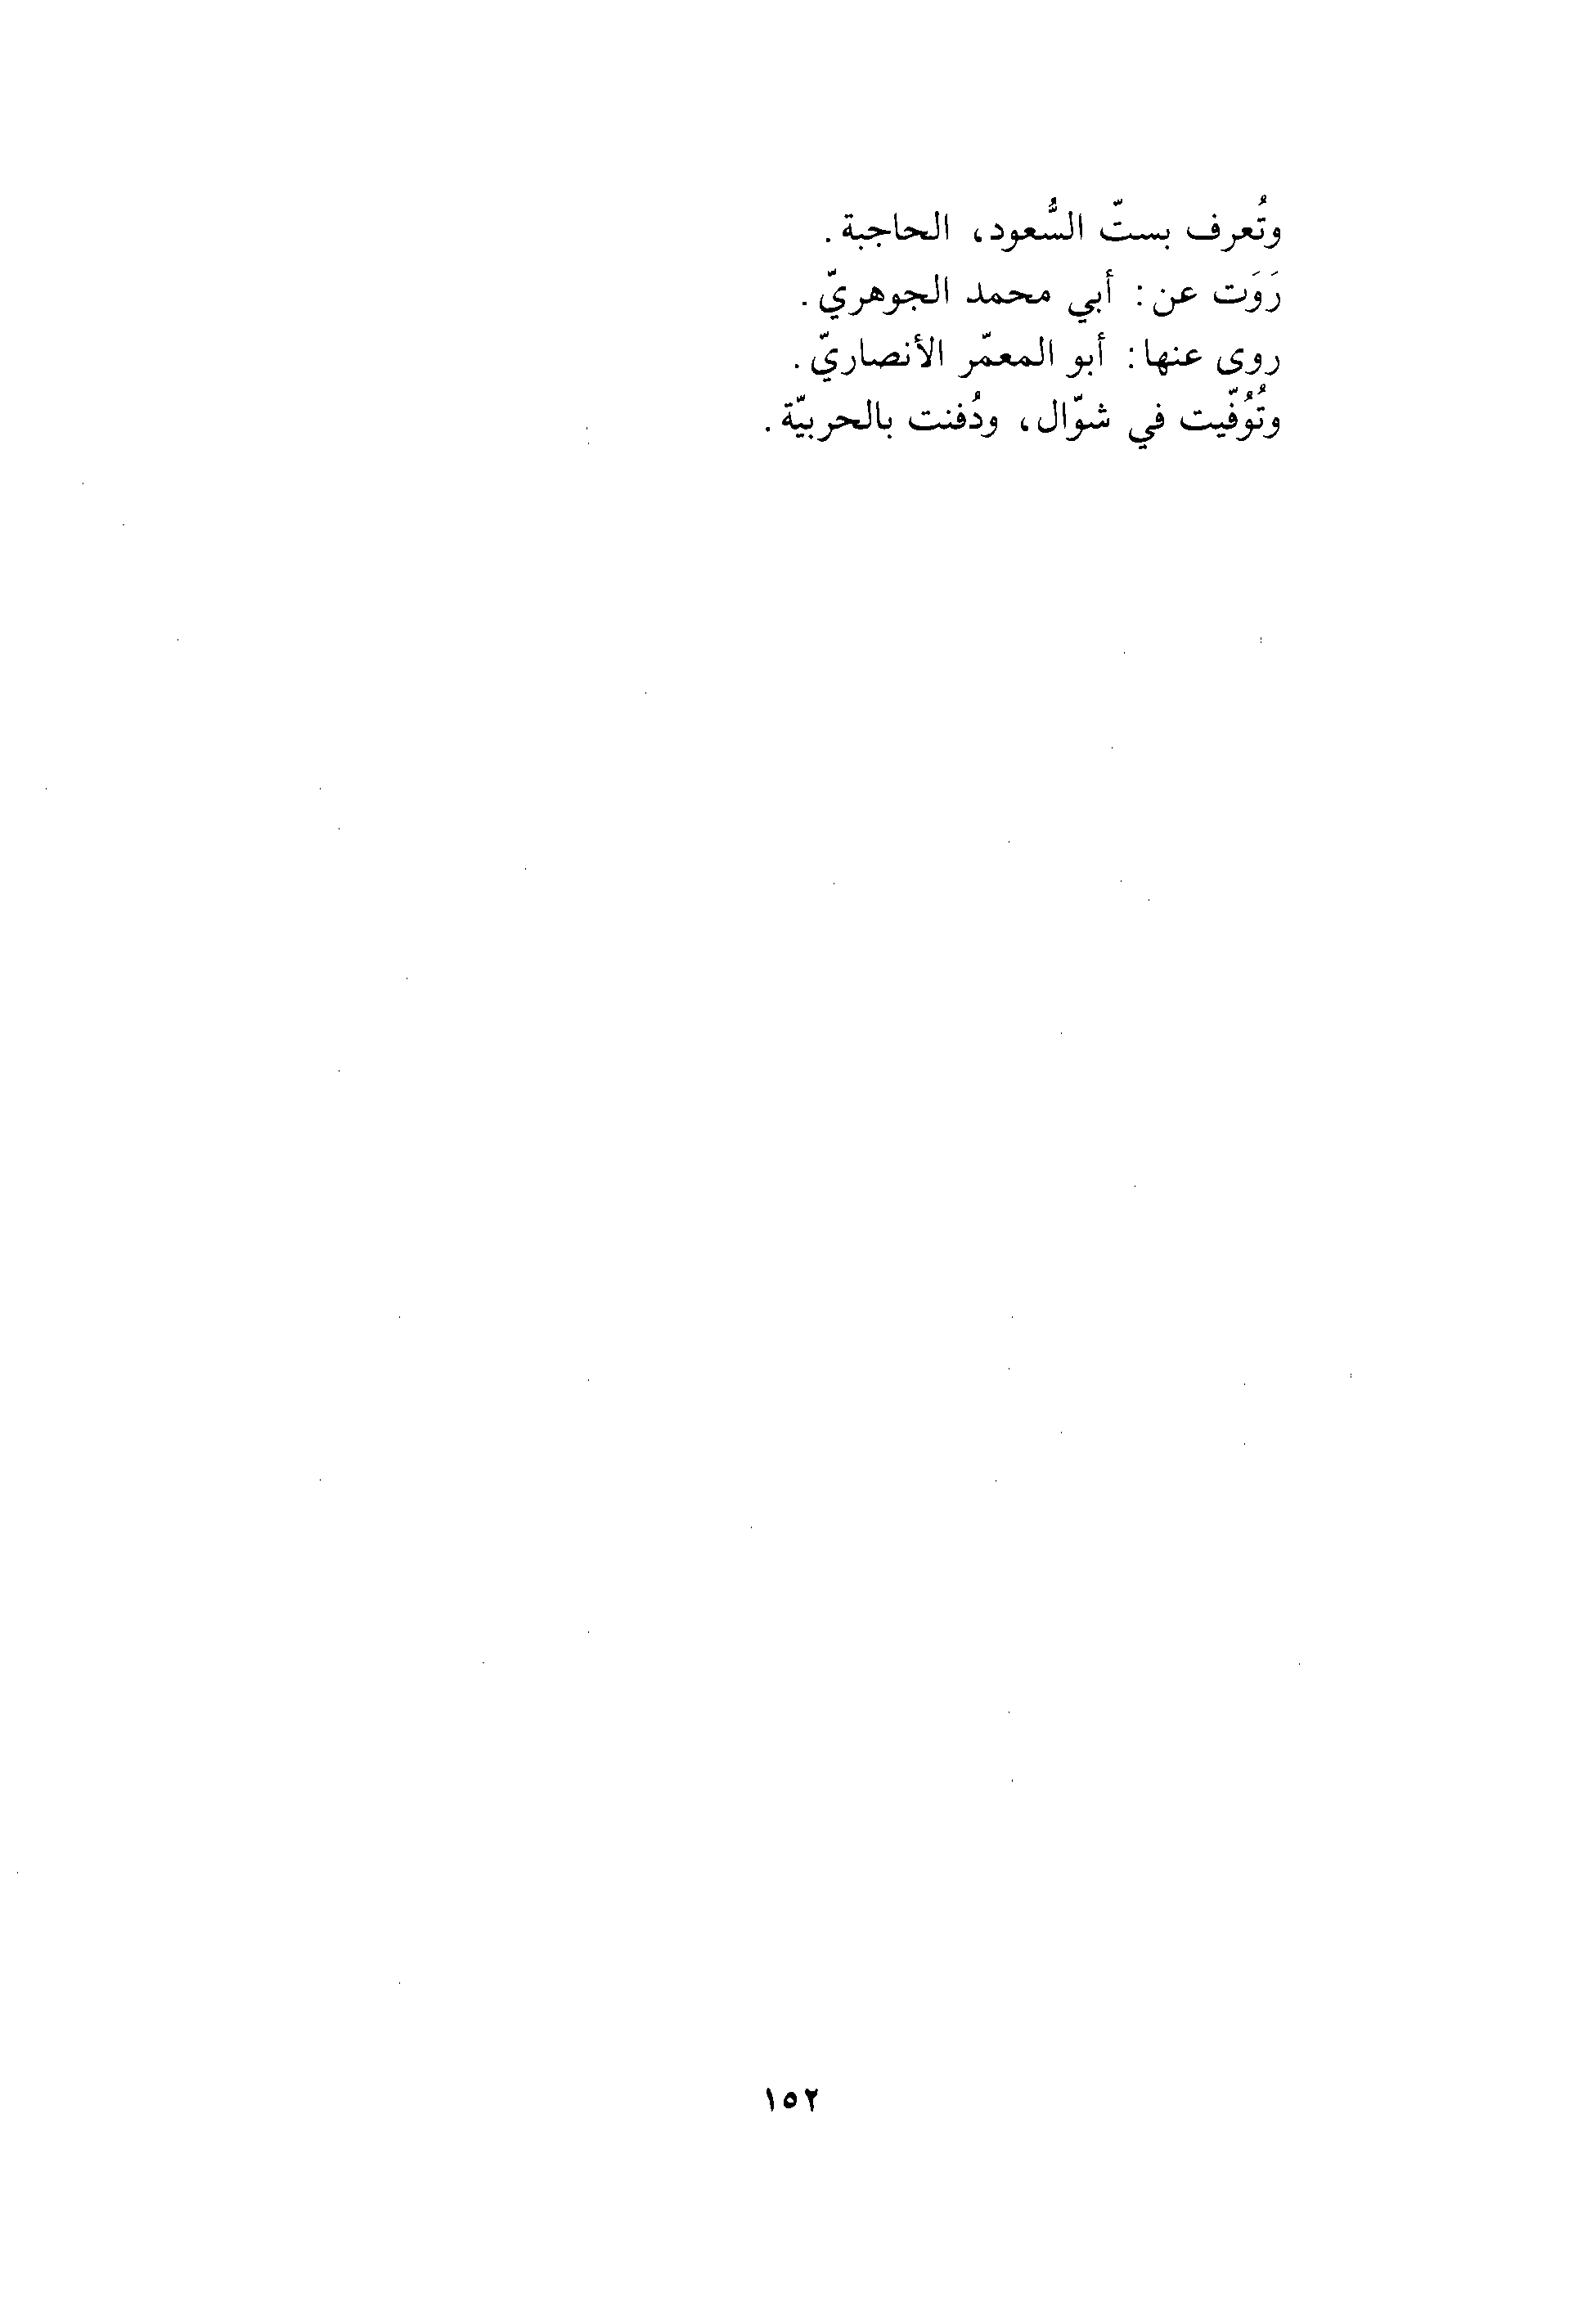 وتُعرف بستّ السُّعود، الحاجبة.
رَوَت عن: أبي محمد الجوهريّ.
روى عنها: أبو المعمّر الأنصاريّ.
وتُوُفّيت في شوّال، ودُفنت بالحربيّة.
١٥٢